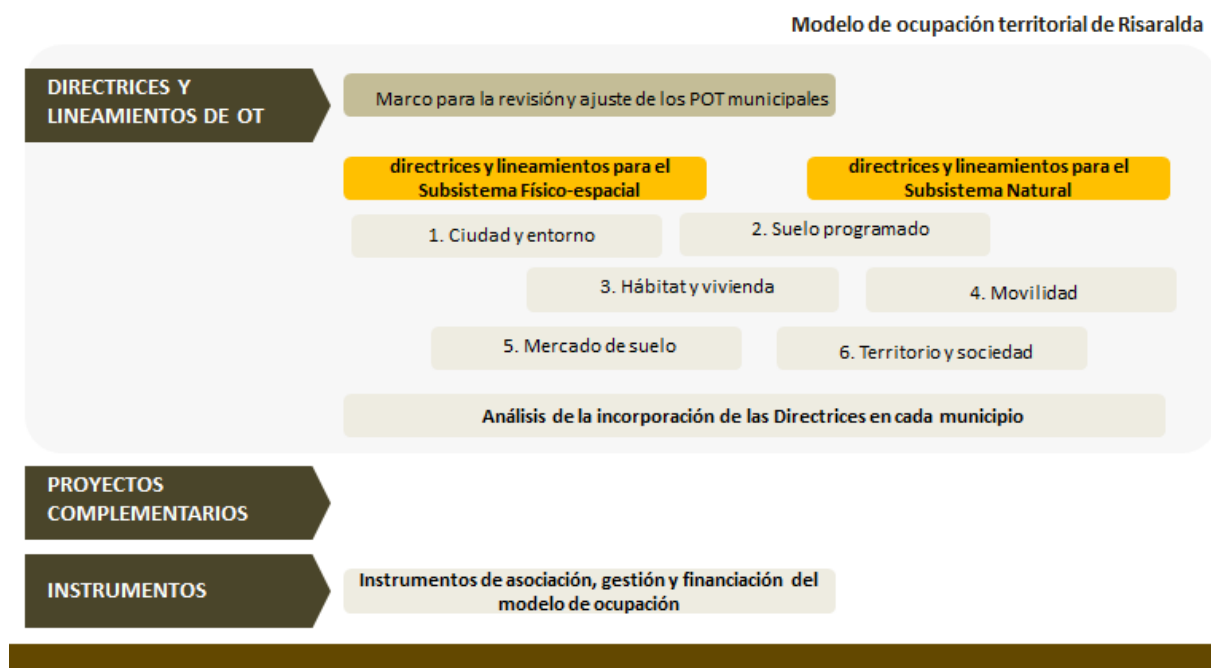 Modelo de ocupación territorial de Risaralda
DIRECTRICES Y
LINEAMIENTOS DE OT
Marco para la revisión y ajuste de los POT municipales
directrices y lineamientos para el
Subsistema Físico-espacial
directrices y lineamientos para el
Subsistema Natural
1. Ciudad y entorno
2. Suelo programado
3. Hábitat y vivienda
4. Movilidad
5. Mercado de suelo
6. Territorio y sociedad
Análisis de la incorporación de las Directrices en cada municipio
PROYECTOS
COMPLEMENTARIOS
INSTRUMENTOS
Instrumentos de asociación, gestión y financiación del
modelo de ocupación